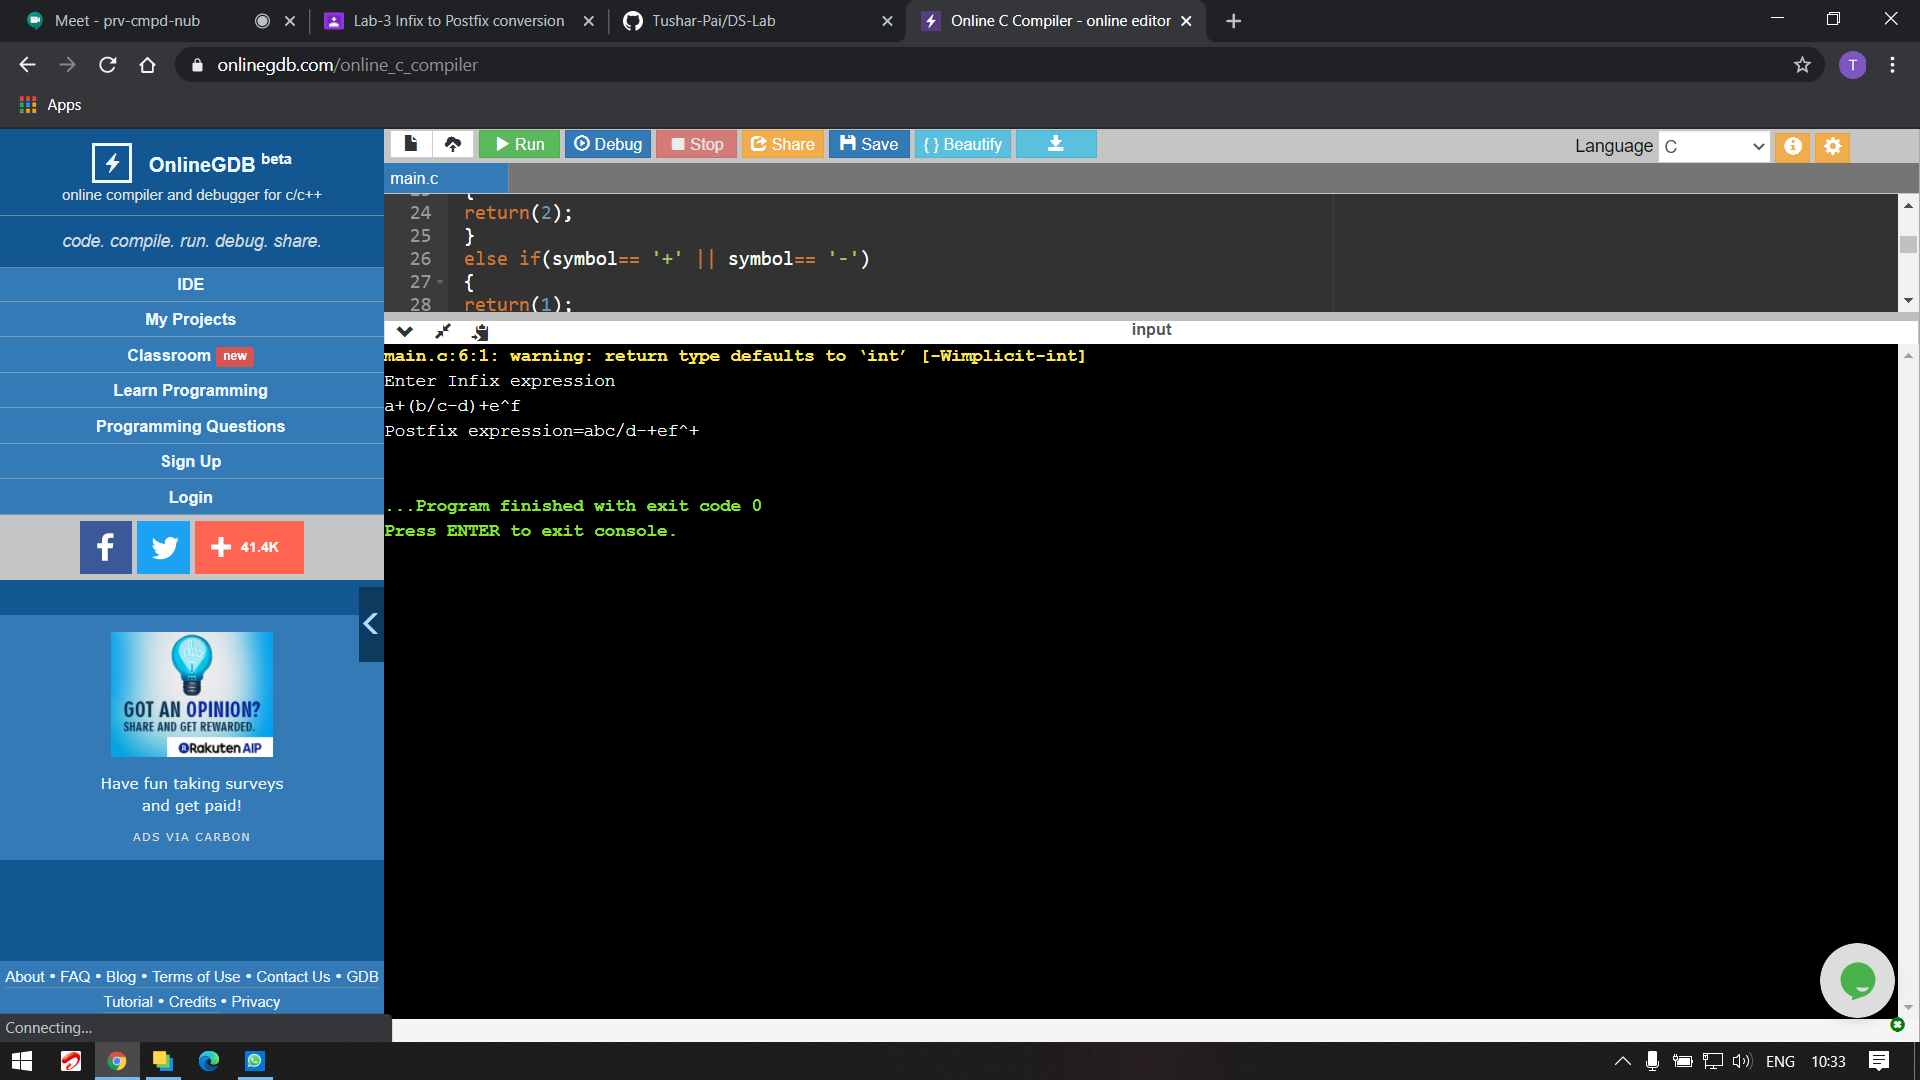 Meet - prv-cmpd-nub
Lab-3 Infix to Postfix conversion
Tushar-Pai/DS-Lab
Online C Compiler - online editor
onlinegdb.com/online_c_compiler
T
Apps
OnlineGDB beta
online compiler and debugger for c/c++
code. compile. run. debug. share.
IDE
My Projects
Classroom new
Learn Programming
Programming Questions
Sign Up
Login
f
41.4K
GOT AN OPINION?
SHARE AND GET REWARDED.
Rakuten AIP
Have fun taking surveys
and get paid!
ADS VIA CARBON
About • FAQ • Blog • Terms of Use • Contact Us • GDB
Tutorial • Credits • Privacy
Connecting...
Run Debug Stop Share Save { } Beautify
Language C
main.c
23 {
24 return(2);
25 }
26 else if(symbol== '+' || symbol== '-')
27 {
28 return(1);
input
main.c:6:1: warning: return type defaults to ‘int’ [-Wimplicit-int]
Enter Infix expression
a+(b/c-d)+e^f
Postfix expression=abc/d-+ef^+
...Program finished with exit code 0
Press ENTER to exit console.
ENG 10:33